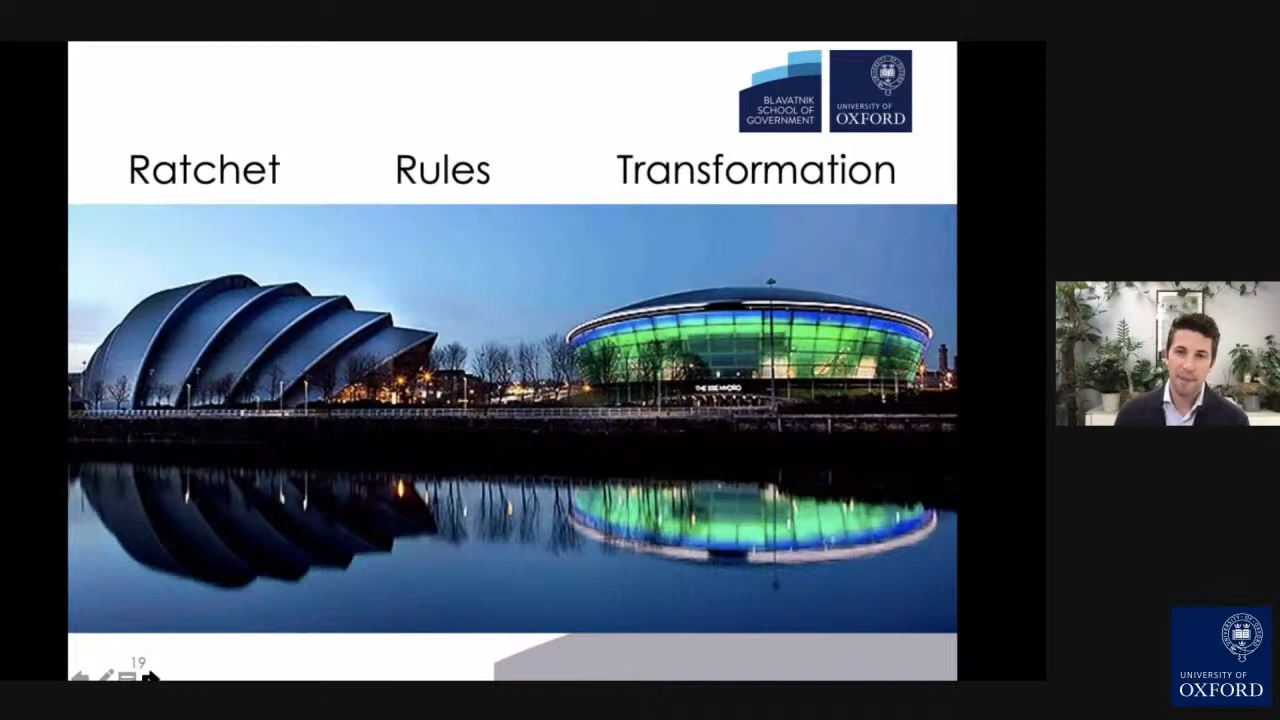 BLAVATNIK
SCHOOL OF
GOVERNMENT
UNIVERSITY OF
OXFORD
Ratchet Rules Transformation
THE SSE HYDRO
19
UNIVERSITY OF
OXFORD